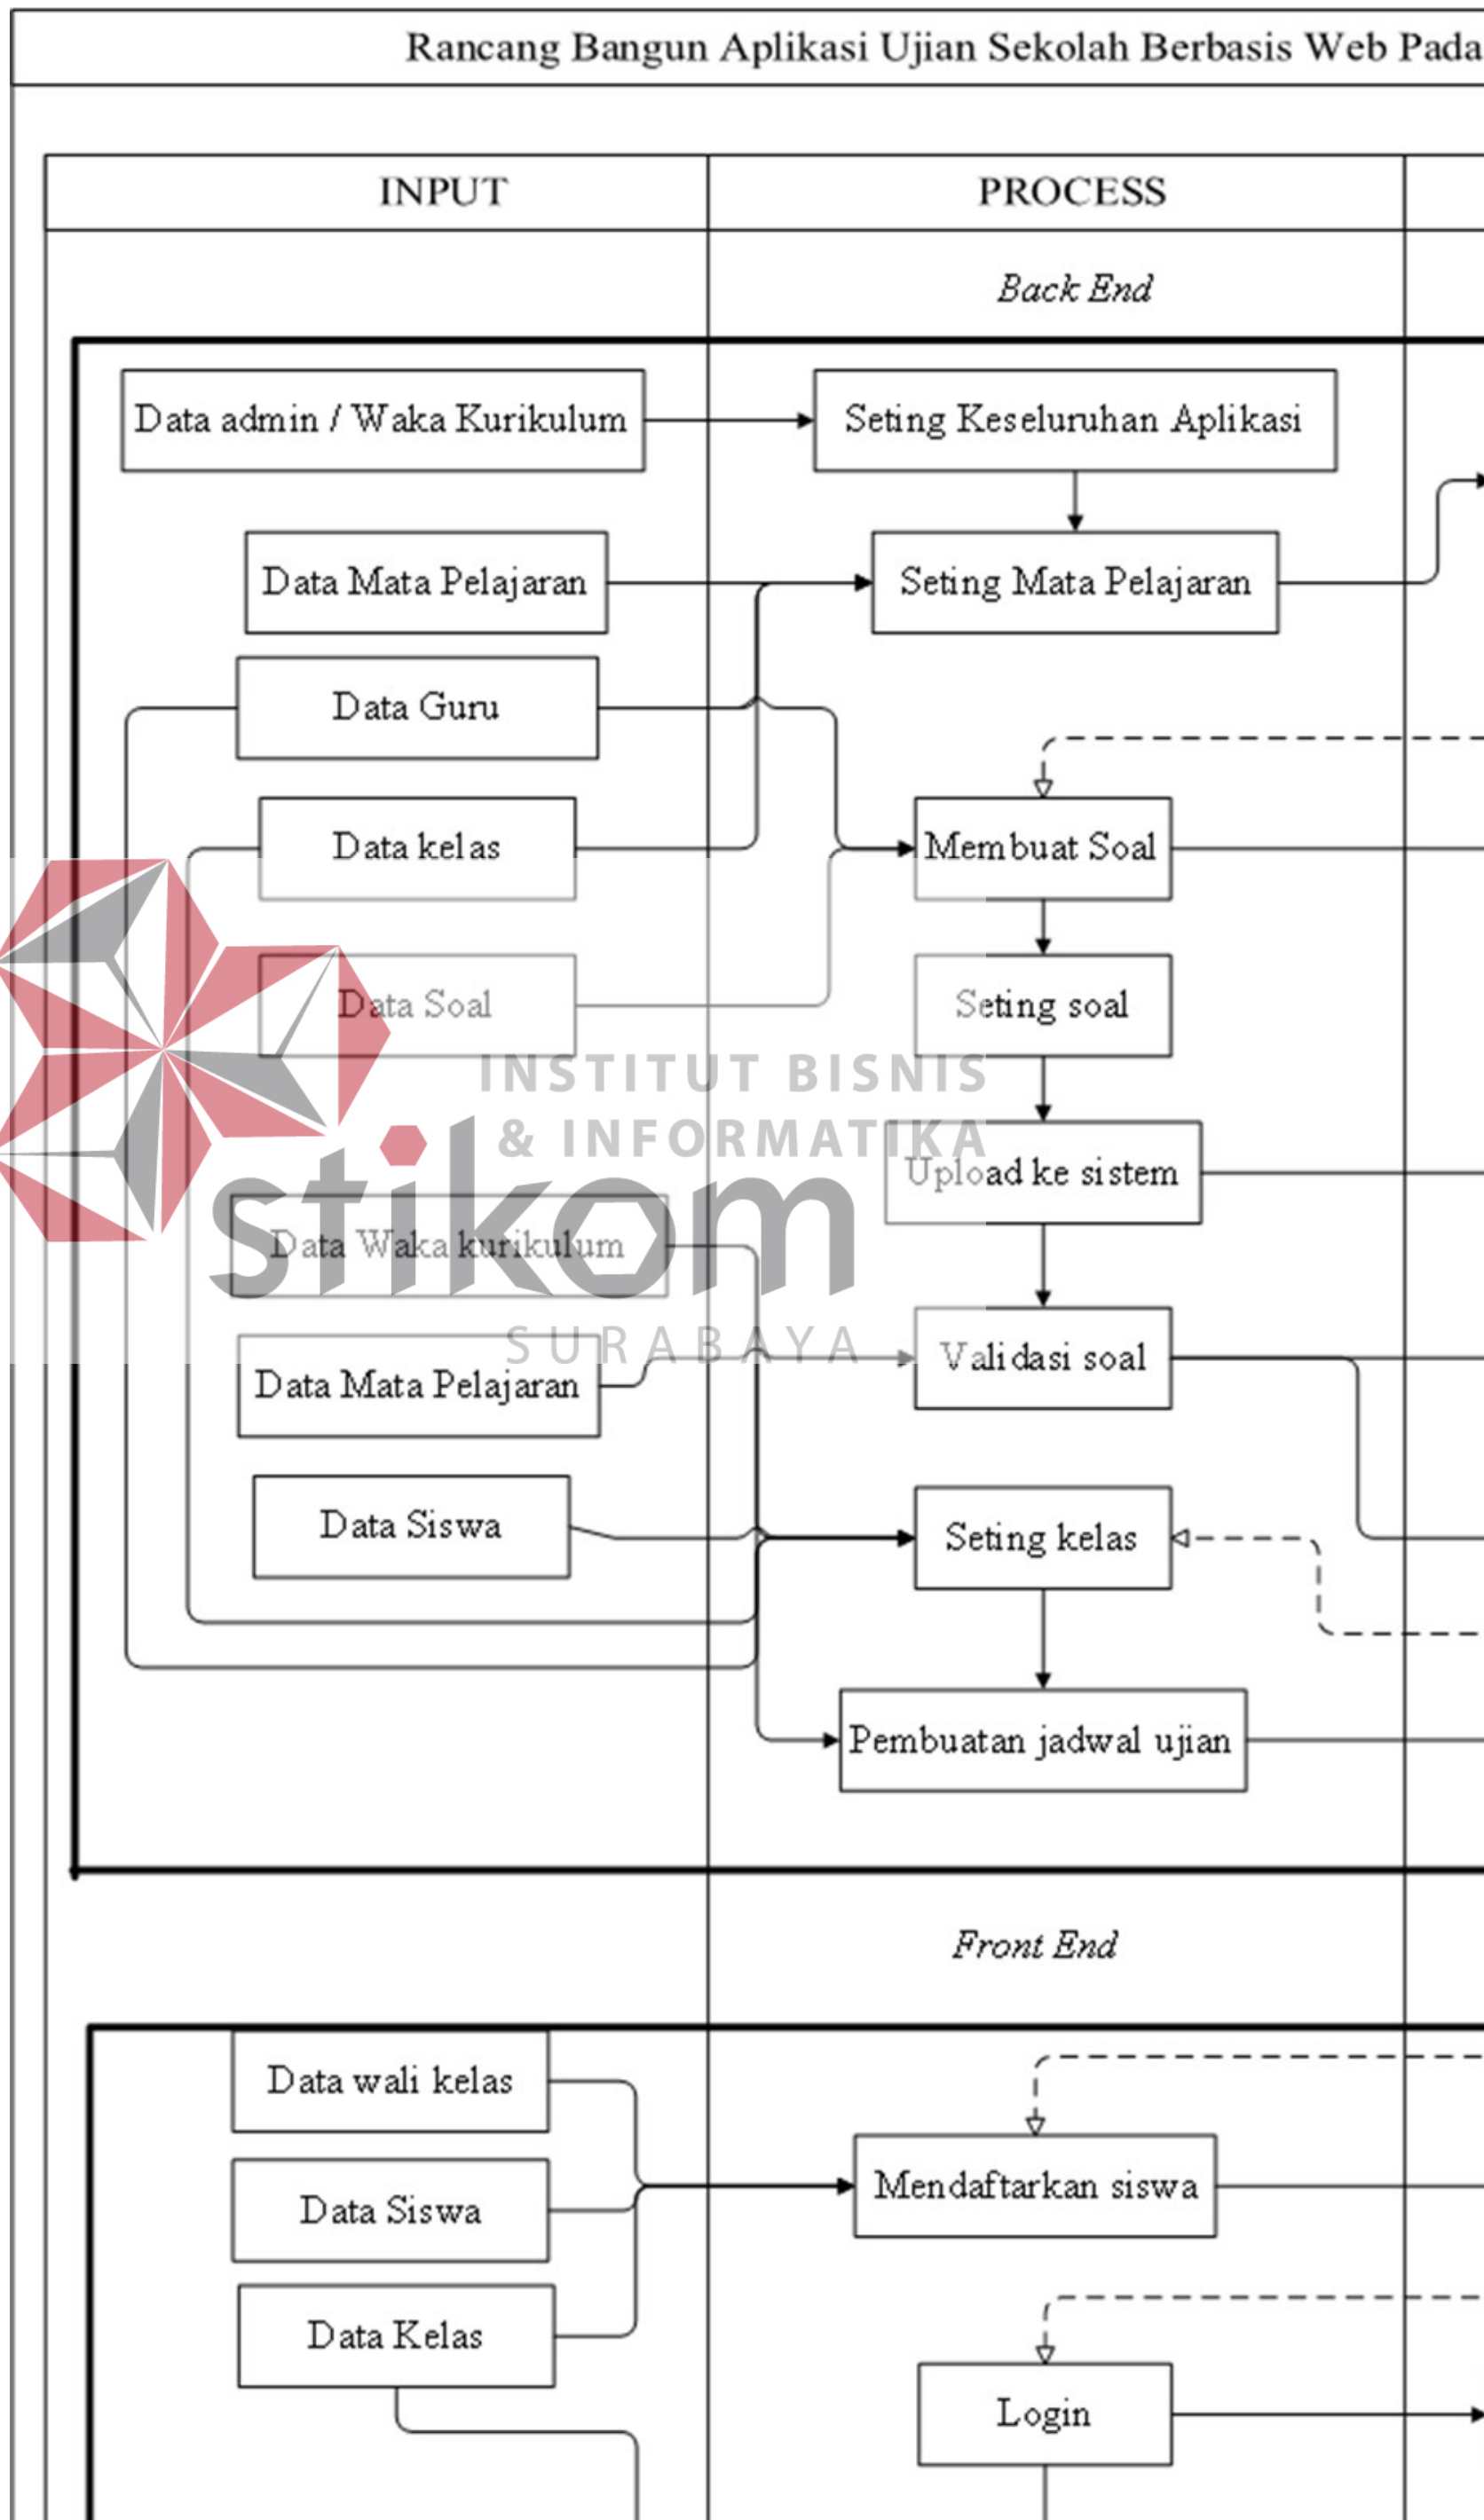 Rancang Bangun Aplikasi Ujian Sekolah Berbasis Web Pada
INPUT
PROCESS
Back End
Data admin / Waka Kurikulum
Seting Keseluruhan Aplikasi
Data Mata Pelajaran
Seting Mata Pelajaran
Data Guru
Data kelas
Membuat Soal
Data Soal
Seting soal
INSTITUT BISNIS
& INFORMATIKA
Upload ke sistem
stikom
Data Waka kurikulum
SURABAYA
Data Mata Pelajaran
Validasi soal
Data Siswa
Seting kelas
Pembuatan jadwal ujian
Front End
Data wali kelas
Data Siswa
Mendaftarkan siswa
Data Kelas
Login